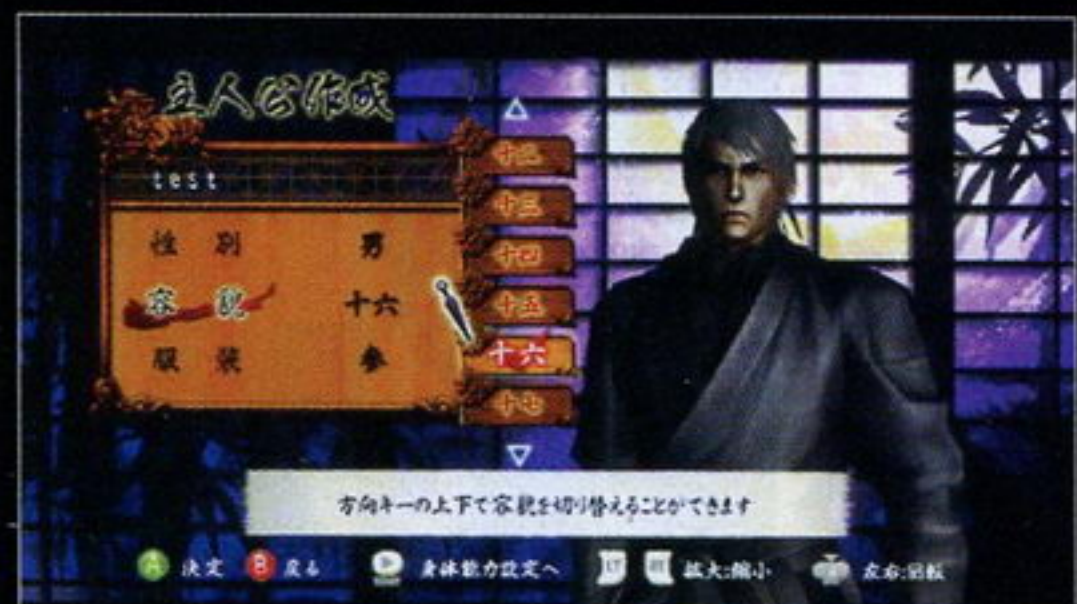 主人公作成
test
性別 男
容貌 十六
服装 参
十二
十三
十四
十五
十六
十七
方向キーの上下で容貌を切り替えることができます
A 決定 B 戻る 身体能力設定へ LT RT 拡大:縮小 左右:回転